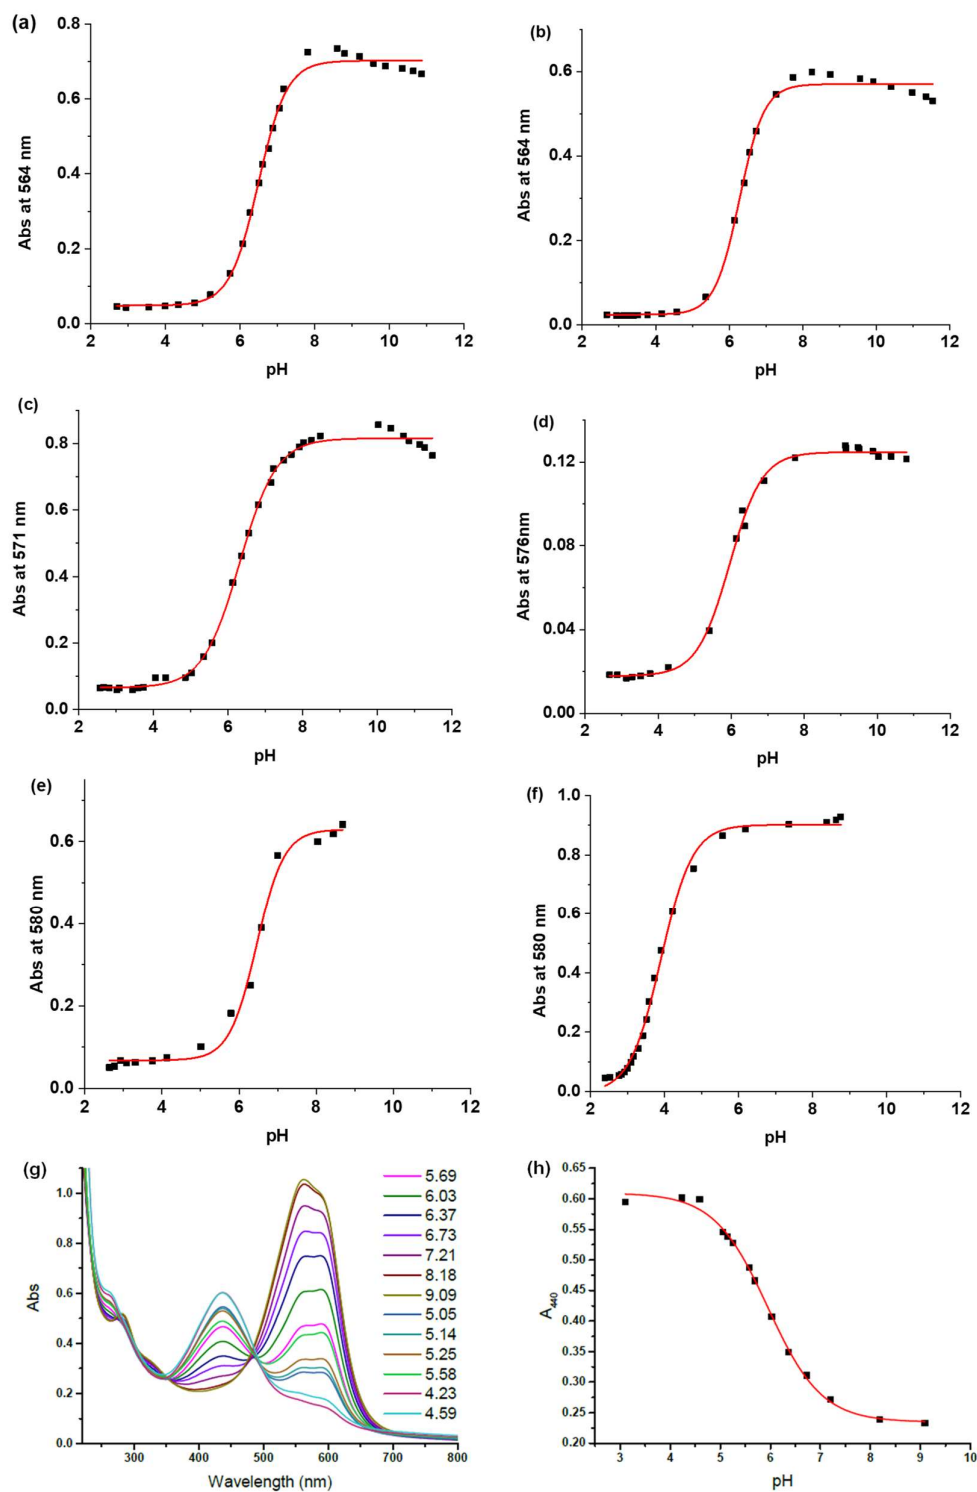 (a)
0.8
0.6
0.4
0.2
0.0
Abs at 564 nm
2 4 6 8 10 12
pH
(b)
0.6
0.4
0.2
0.0
Abs at 564 nm
2 4 6 8 10 12
pH
(c)
0.8
0.6
0.4
0.2
0.0
Abs at 571 nm
2 4 6 8 10 12
pH
(d)
0.12
0.08
0.04
0.00
Abs at 576nm
2 4 6 8 10 12
pH
(e)
0.6
0.4
0.2
0.0
Abs at 580 nm
2 4 6 8 10 12
pH
(f)
1.0
0.8
0.6
0.4
0.2
0.0
Abs at 580 nm
2 4 6 8 10 12
pH
(g)
1.0
0.8
0.6
0.4
0.2
0.0
Abs
5.69
6.03
6.37
6.73
7.21
8.18
9.09
5.05
5.14
5.25
5.58
4.23
4.59
300 400 500 600 700 800
Wavelength (nm)
(h)
0.65
0.60
0.55
0.50
0.45
0.40
0.35
0.30
0.25
0.20
A440
3 4 5 6 7 8 9 10
pH